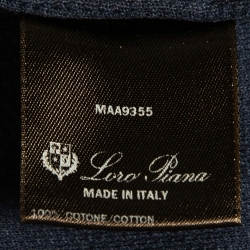 MAA9355
Loro Piana
MADE IN ITALY
100% COTONE/COTTON